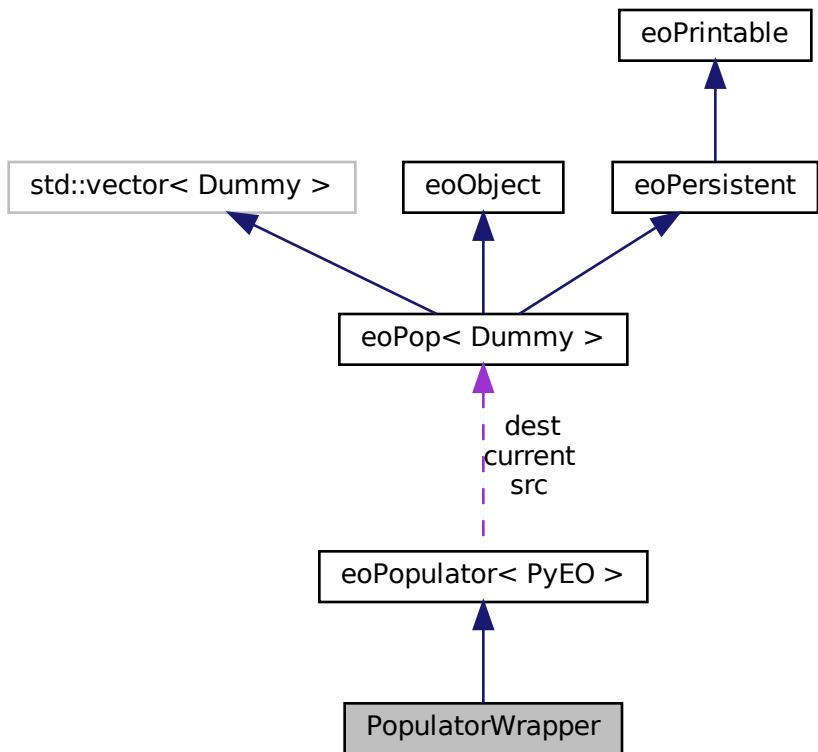 eoPrintable
std::vector< Dummy >
eoObject
eoPersistent
eoPop< Dummy >
dest
current
src
eoPopulator< PyEO >
PopulatorWrapper